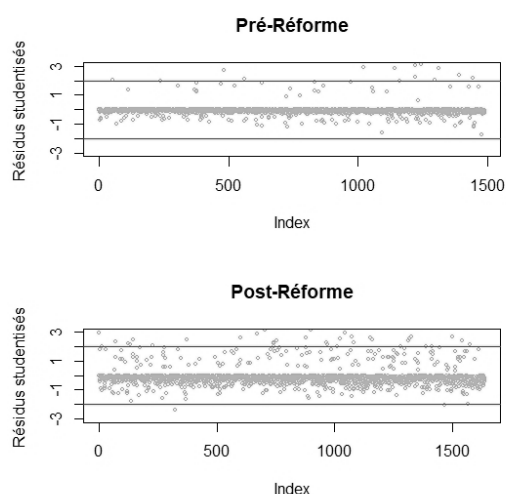 Pré-Réforme
Résidus studentisés
3
1
-1
-3
0
500
1000
1500
Index
Post-Réforme
Résidus studentisés
3
1
-1
-3
0
500
1000
1500
Index